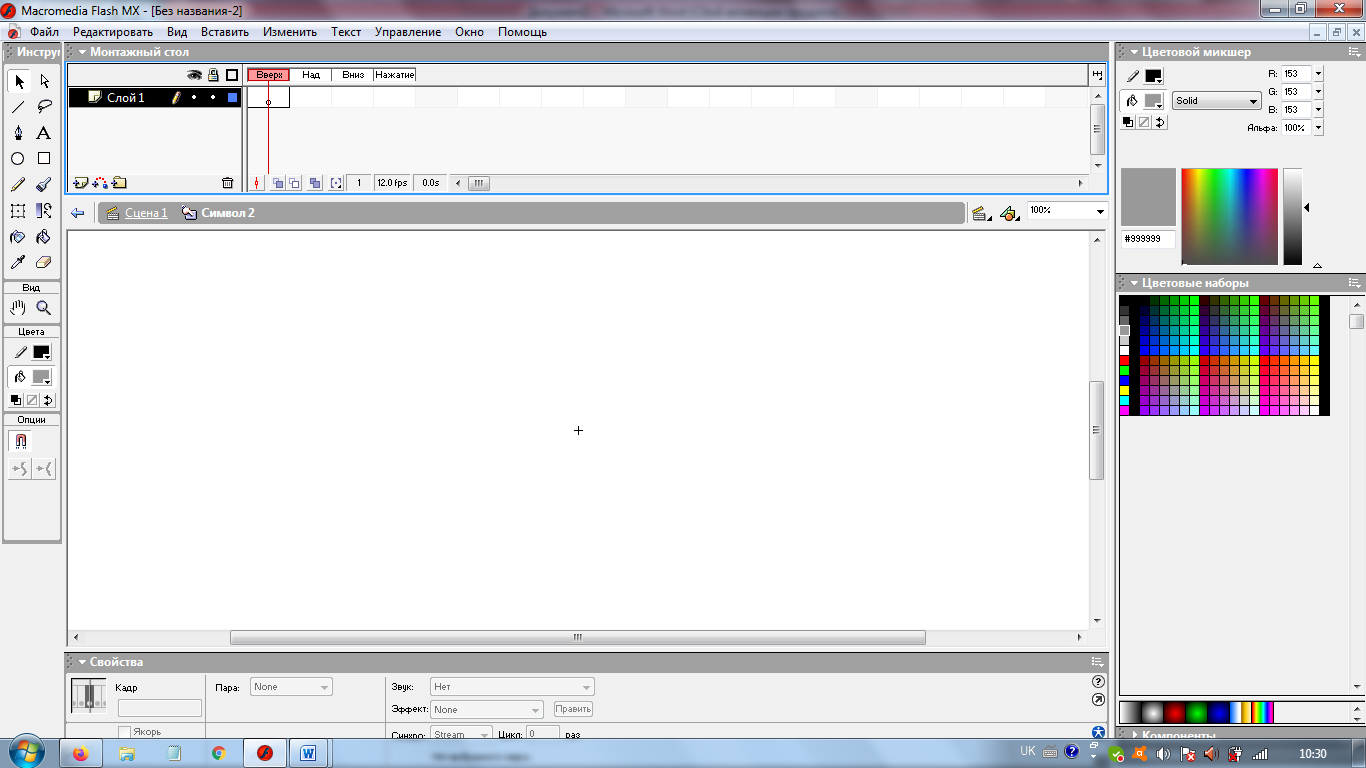 Macromedia Flash MX - [Без названия-2]
Файл Редактировать Вид Вставить Изменить Текст Управление Окно Помощь
Инстру
Монтажный стол
Цветовой микшер
Вверх Над Вниз Нажатие
R: 153
Слой 1
Solid
G: 153
B: 153
Альфа: 100%
1 12.0 fps 0.0s
Сцена 1 Символ 2
100%
#999999
Цветовые наборы
Вид
Цвета
Опции
Свойства
Кадр
Пара: None
Звук: Нет
Эффект: None Править
Якорь
Синхро: Stream Цикл: 0 раз
Компоненты
UK
10:30